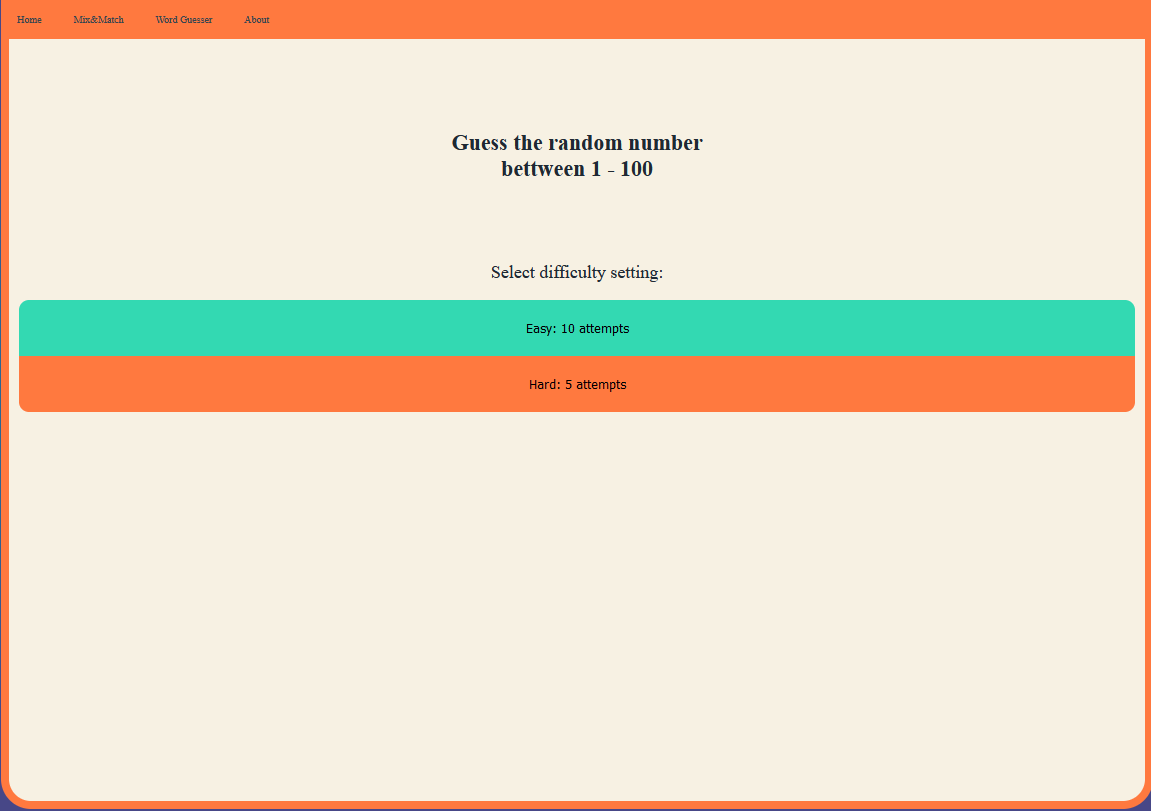 Home Mix&Match Word Guesser About
Guess the random number
bettween 1 - 100
Select difficulty setting:
Easy: 10 attempts
Hard: 5 attempts